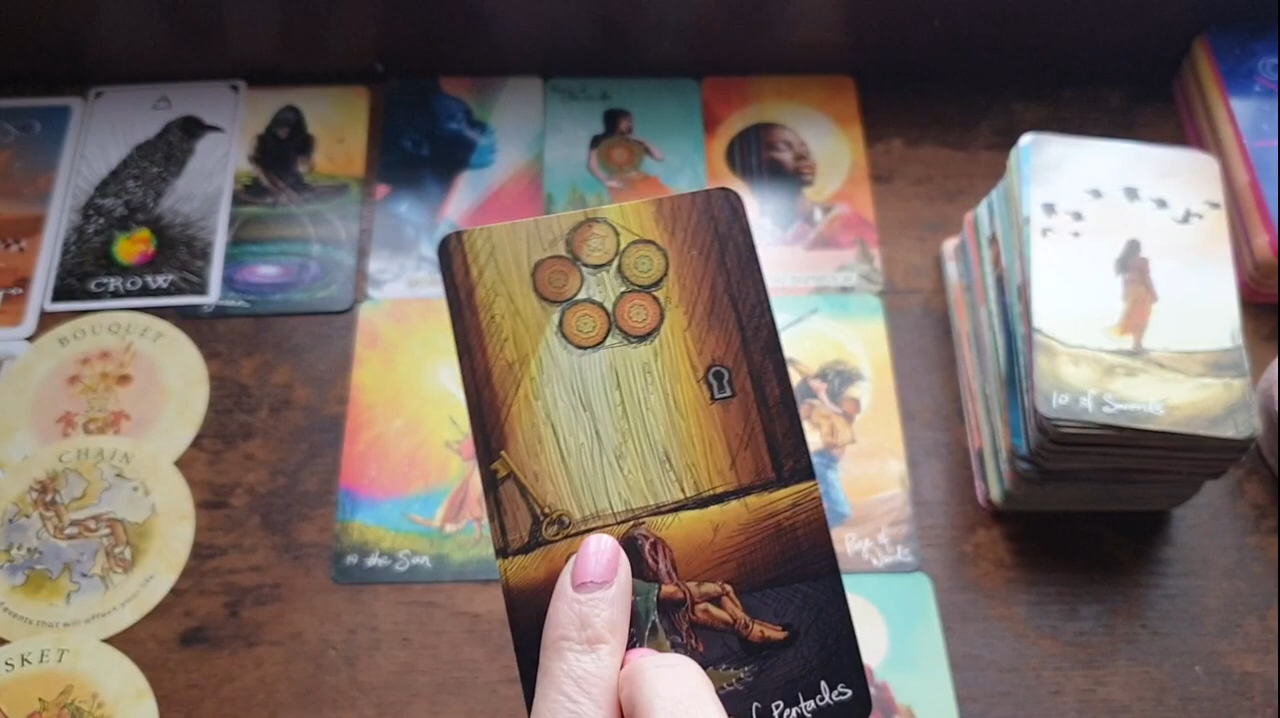 CROW
BOUQUET
CHAIN
events that will affect your life
SKET
19 the Sun
Page of
Wands
10 of Swords
Pentacles